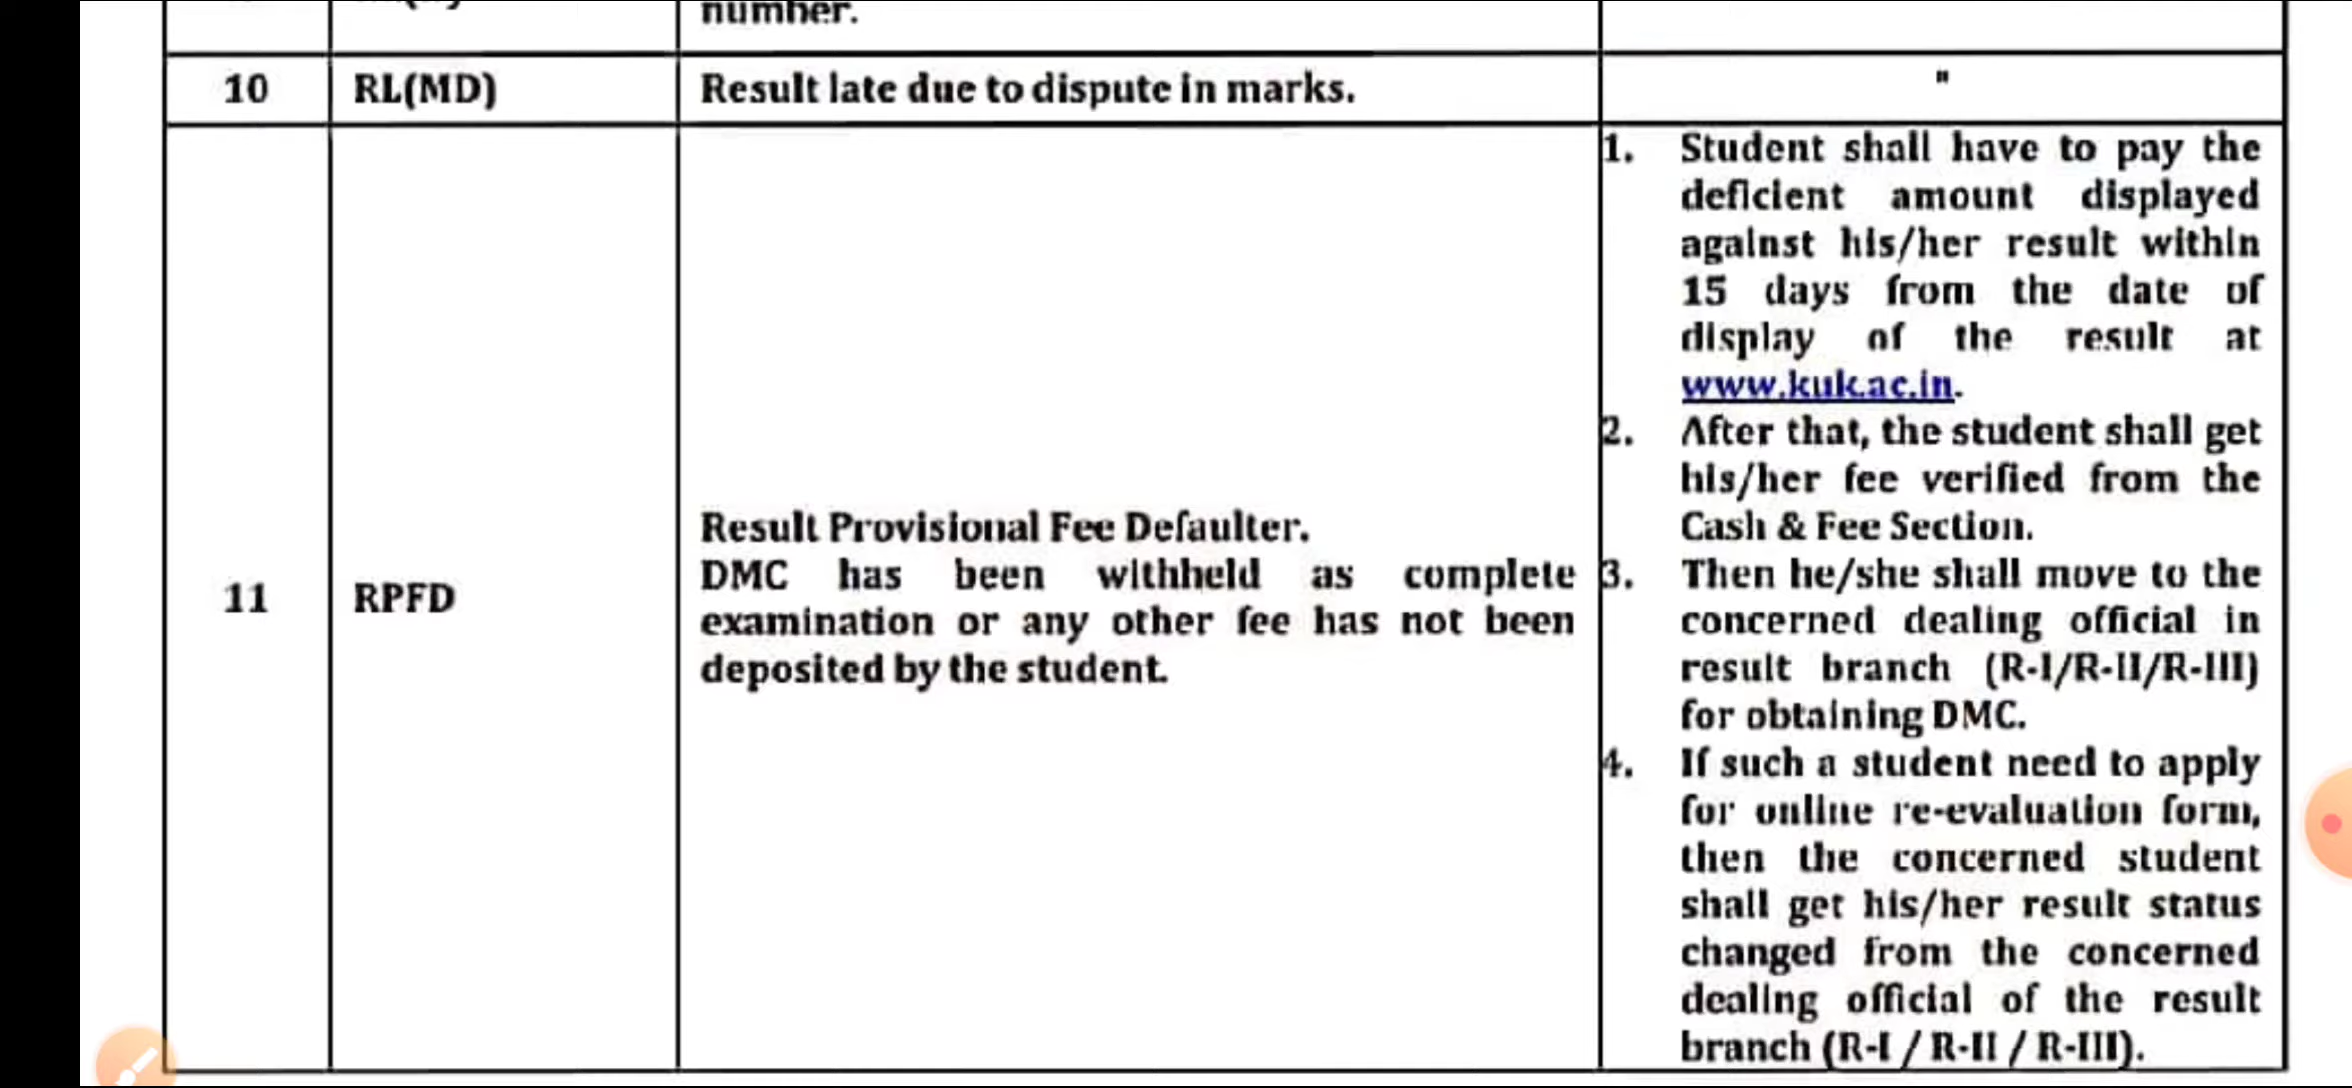 number.
10 RL(MD) Result late due to dispute in marks. "
1. Student shall have to pay the
deficient amount displayed
against his/her result within
15 days from the date of
display of the result at
www.kuk.ac.in.
2. After that, the student shall get
his/her fee verified from the
Cash & Fee Section.
3. Then he/she shall move to the
concerned dealing official in
result branch (R-I/R-II/R-III)
for obtaining DMC.
4. If such a student need to apply
for online re-evaluation form,
then the concerned student
shall get his/her result status
changed from the concerned
dealing official of the result
branch (R-I / R-II / R-III).
11 RPFD
Result Provisional Fee Defaulter.
DMC has been withheld as complete
examination or any other fee has not been
deposited by the student.